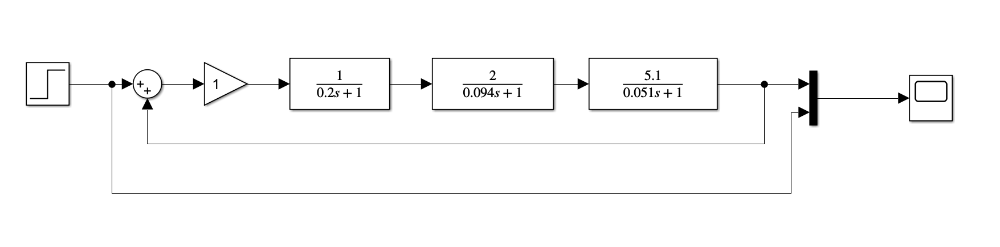 +
+
1
1
0.2s + 1
2
0.094s + 1
5.1
0.051s + 1